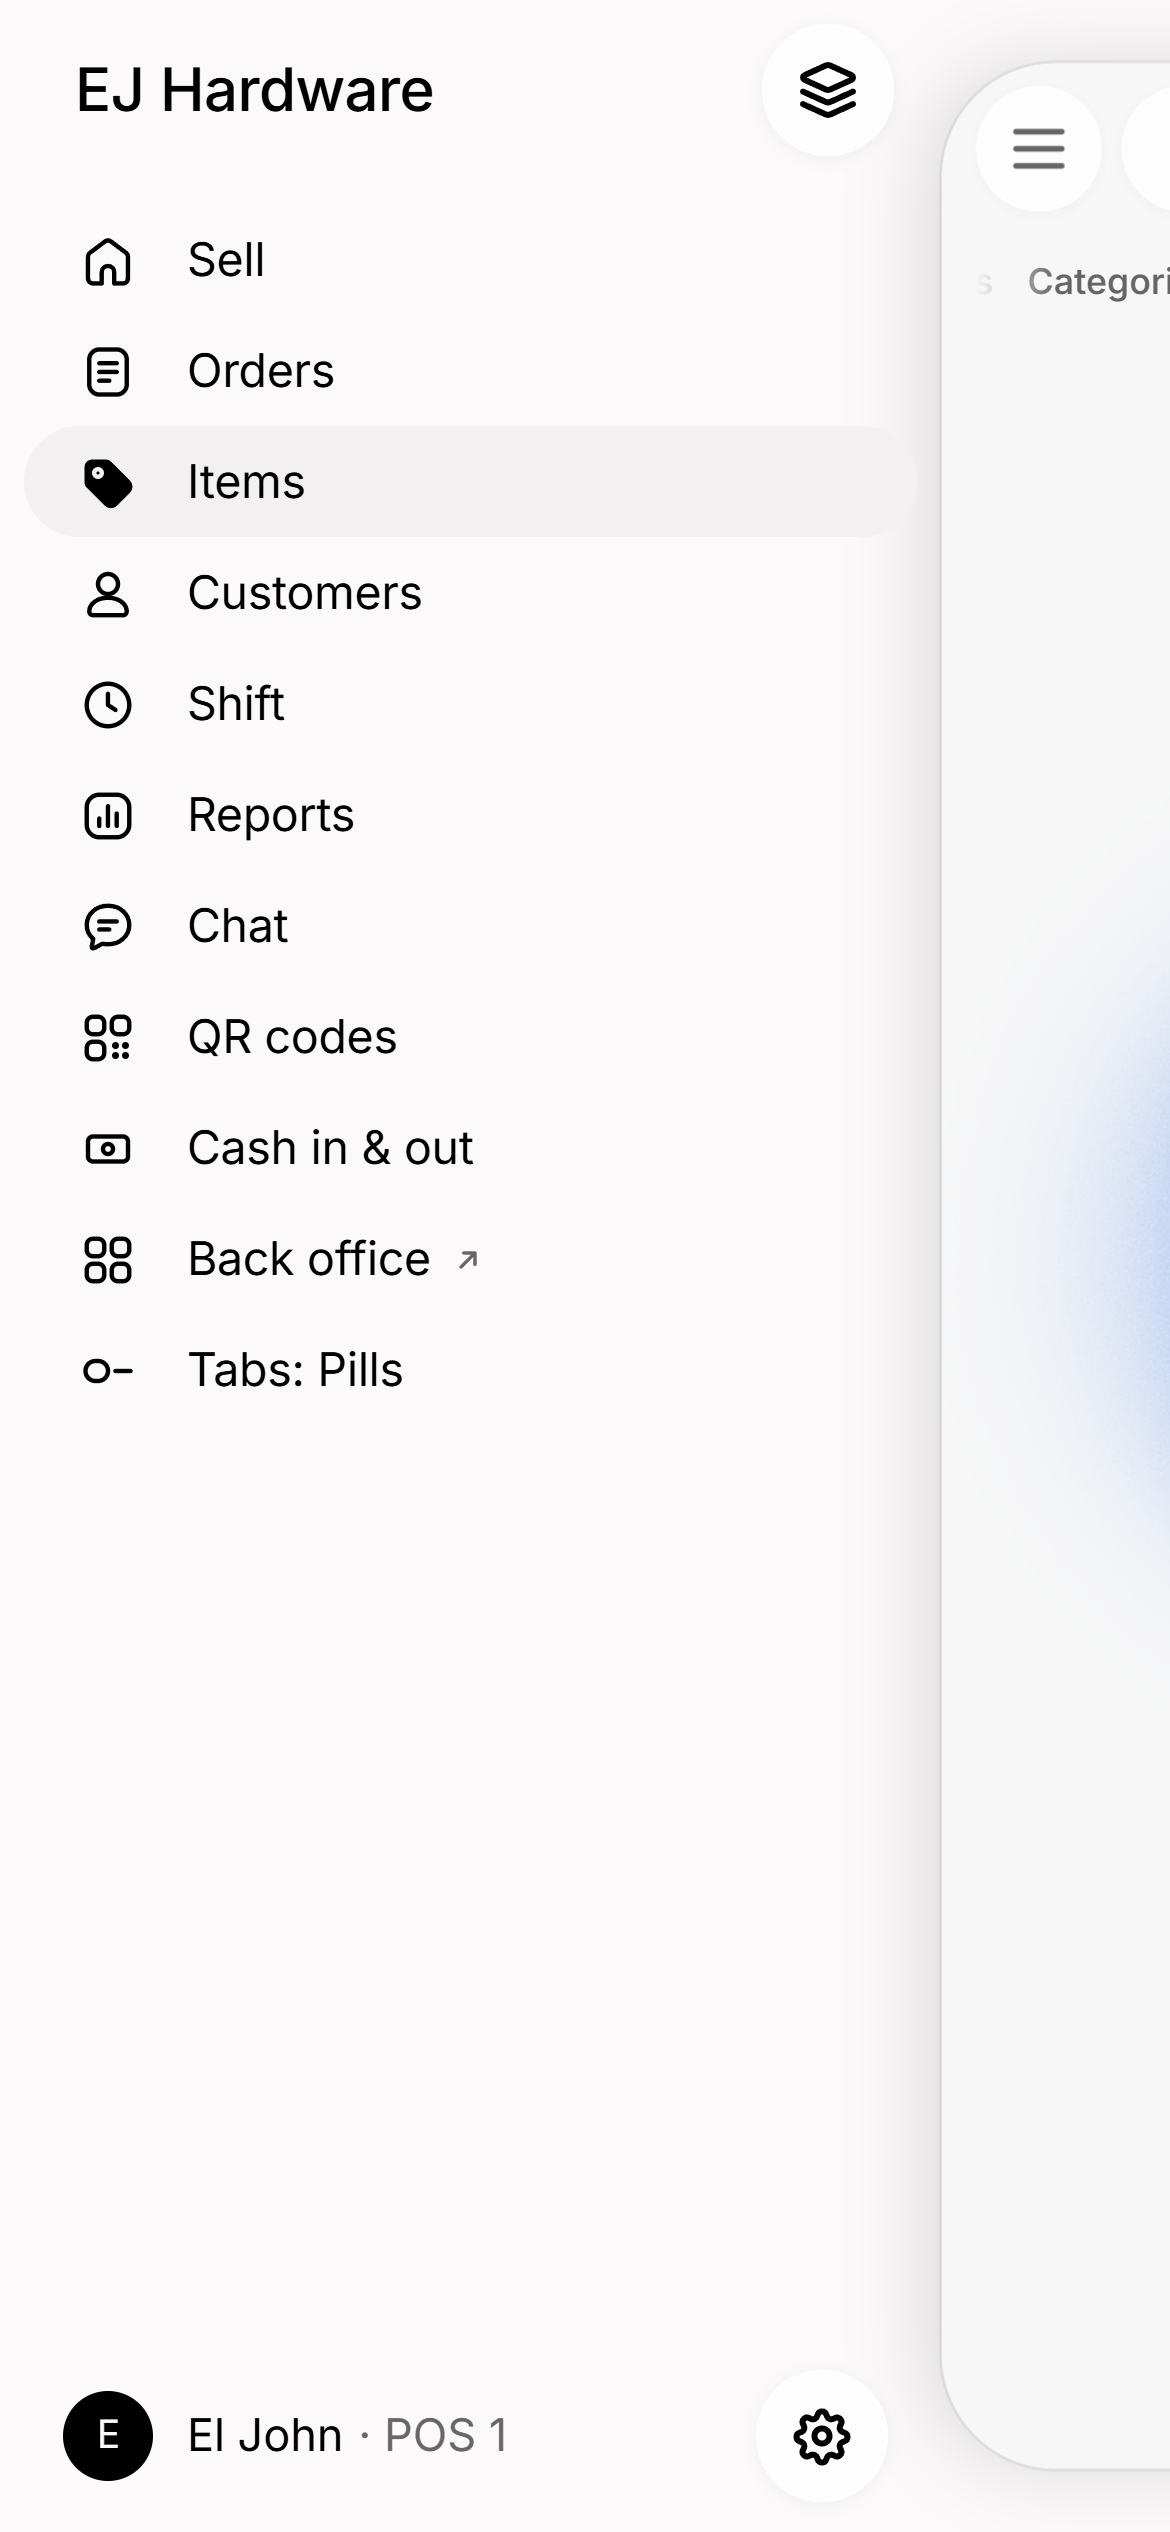 EJ Hardware
Sell
Orders
Items
Customers
Shift
Reports
Chat
QR codes
Cash in & out
Back office
Tabs: Pills
E
El John · POS 1
s Categori